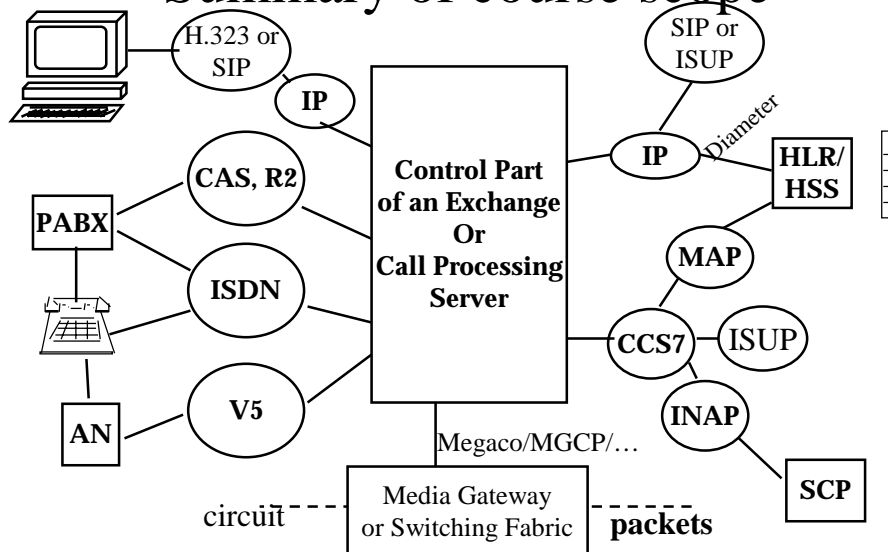 Summary of course scope
H.323 or
SIP
IP
SIP or
ISUP
IP
Diameter
HLR/
HSS
CAS, R2
PABX
ISDN
V5
AN
Control Part
of an Exchange
Or
Call Processing
Server
MAP
CCS7
ISUP
INAP
SCP
Megaco/MGCP/…
circuit
Media Gateway
or Switching Fabric
packets